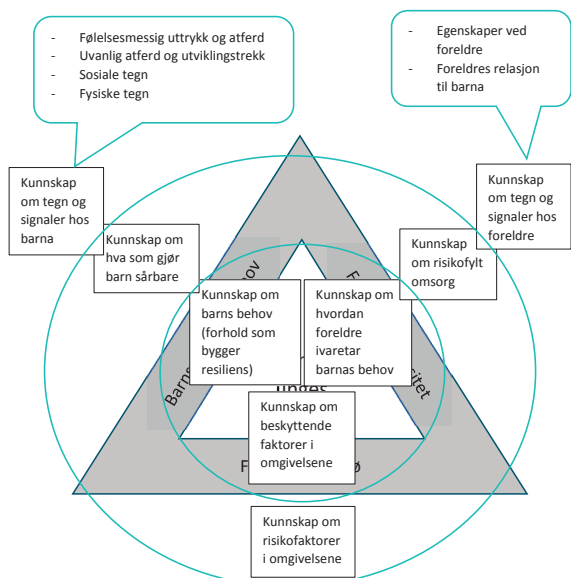 - Følelsesmessig uttrykk og atferd
- Uvanlig atferd og utviklingstrekk
- Sosiale tegn
- Fysiske tegn
- Egenskaper ved
foreldre
- Foreldres relasjon
til barna
Kunnskap
om tegn og
signaler hos
barna
Kunnskap
om tegn og
signaler hos
foreldre
Kunnskap om
hva som gjør
barn sårbare
Kunnskap
om risikofylt
omsorg
Kunnskap om
barns behov
(forhold som
bygger
resiliens)
Kunnskap om
hvordan
foreldre
ivaretar
barnas behov
Kunnskap om
beskyttende
faktorer i
omgivelsene
Kunnskap om
risikofaktorer
i omgivelsene